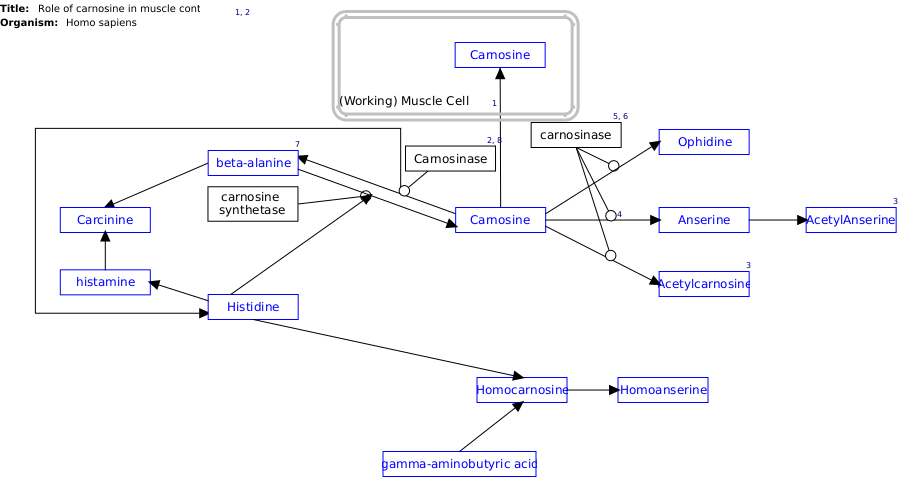 Title: Role of carnosine in muscle cont
1, 2
Organism: Homo sapiens
Carnosine
(Working) Muscle Cell
1
5, 6
carnosinase
2, 8
Carnosinase
Ophidine
7
beta-alanine
carnosine
synthetase
3
Carcinine
Carnosine
4
Anserine
AcetylAnserine
3
histamine
Acetylcarnosine
Histidine
Homocarnosine
Homoanserine
gamma-aminobutyric acid